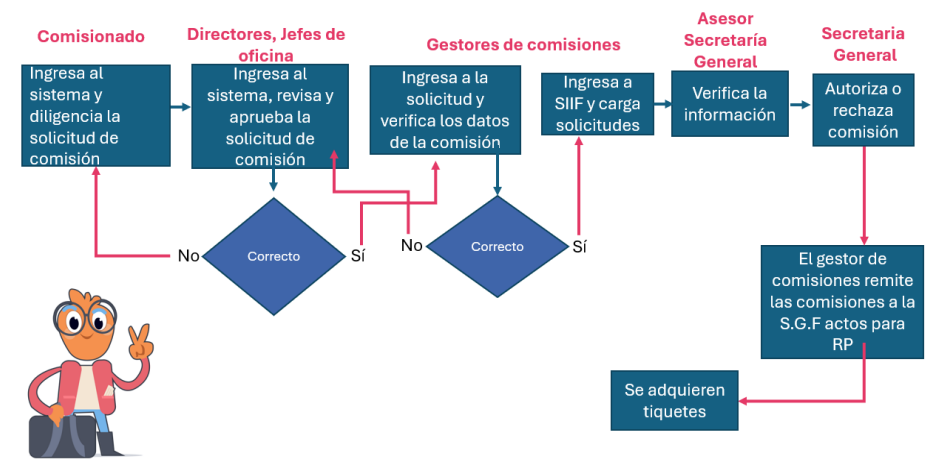 Comisionado
Ingresa al
sistema y
diligencia la
solicitud de
comisión
Directores, Jefes de
oficina
Ingresa al
sistema, revisa y
aprueba la
solicitud de
comisión
No
Correcto
Sí
Gestores de comisiones
Ingresa a la
solicitud y
verifica los datos
de la comisión
No
Correcto
Sí
Ingresa a
SIIF y carga
solicitudes
Asesor
Secretaría
General
Verifica la
información
Secretaria
General
Autoriza o
rechaza
comisión
El gestor de
comisiones remite
las comisiones a la
S.G.F actos para
RP
Se adquieren
tiquetes